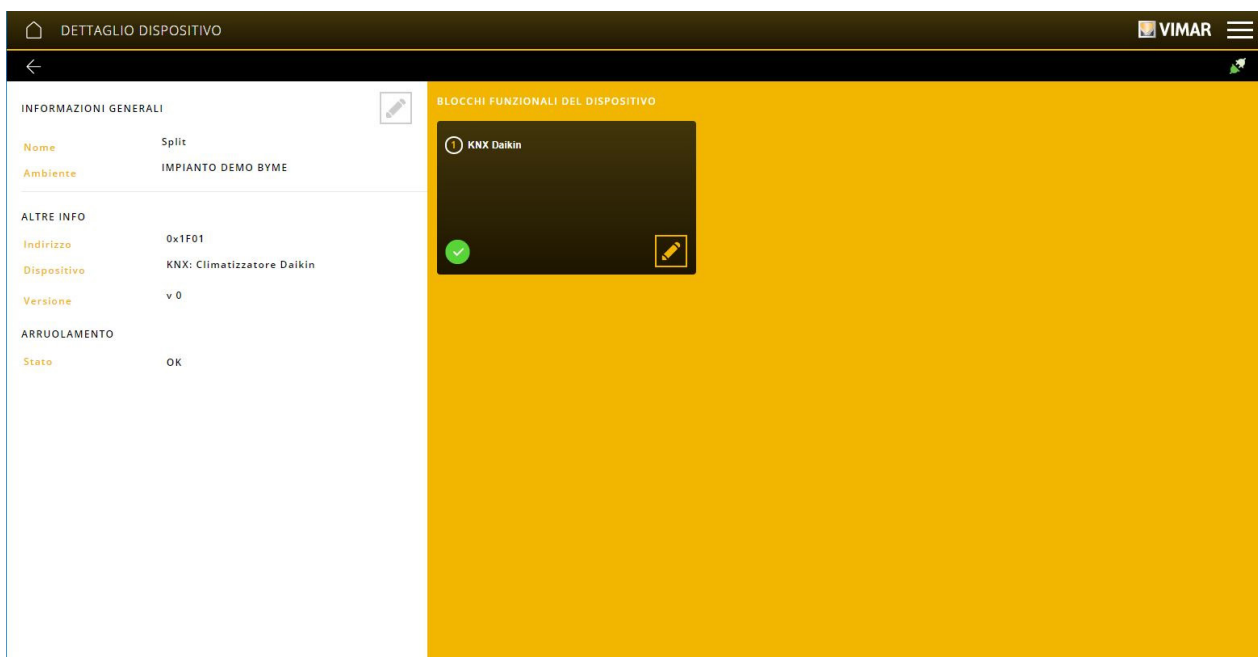 DETTAGLIO DISPOSITIVO
VIMAR
INFORMAZIONI GENERALI
Nome Split
Ambiente IMPIANTO DEMO BYME
ALTRE INFO
Indirizzo 0x1F01
Dispositivo KNX: Climatizzatore Daikin
Versione v 0
ARRUOLAMENTO
Stato OK
BLOCCHI FUNZIONALI DEL DISPOSITIVO
1 KNX Daikin